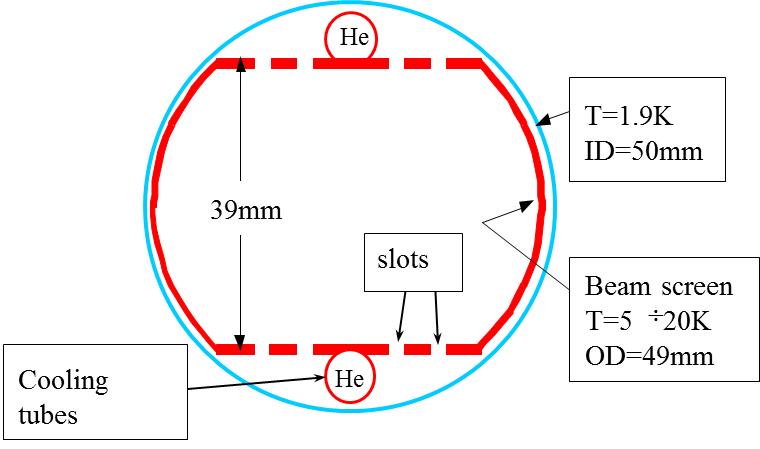 He
T=1.9K
ID=50mm
39mm
slots
Beam screen
T=5 ÷20K
OD=49mm
Cooling
tubes
He